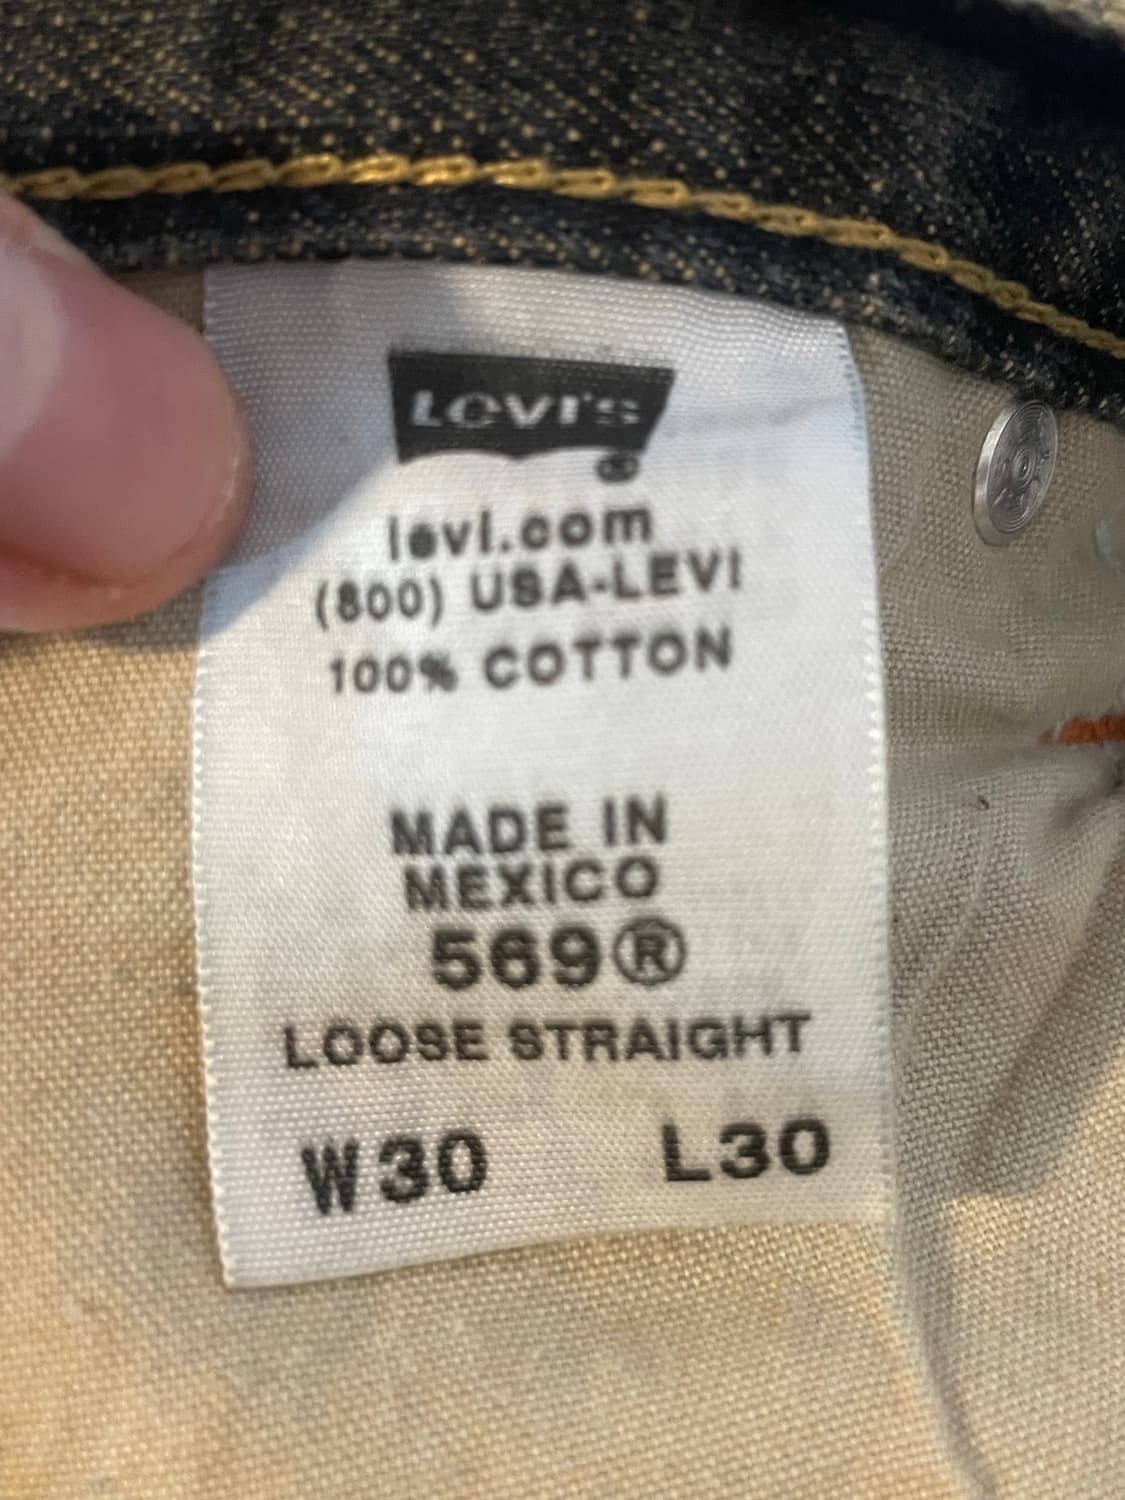 LEVI'S
®
levi.com
(800) USA-LEVI
100% COTTON
MADE IN
MEXICO
569®
LOOSE STRAIGHT
W30 L30